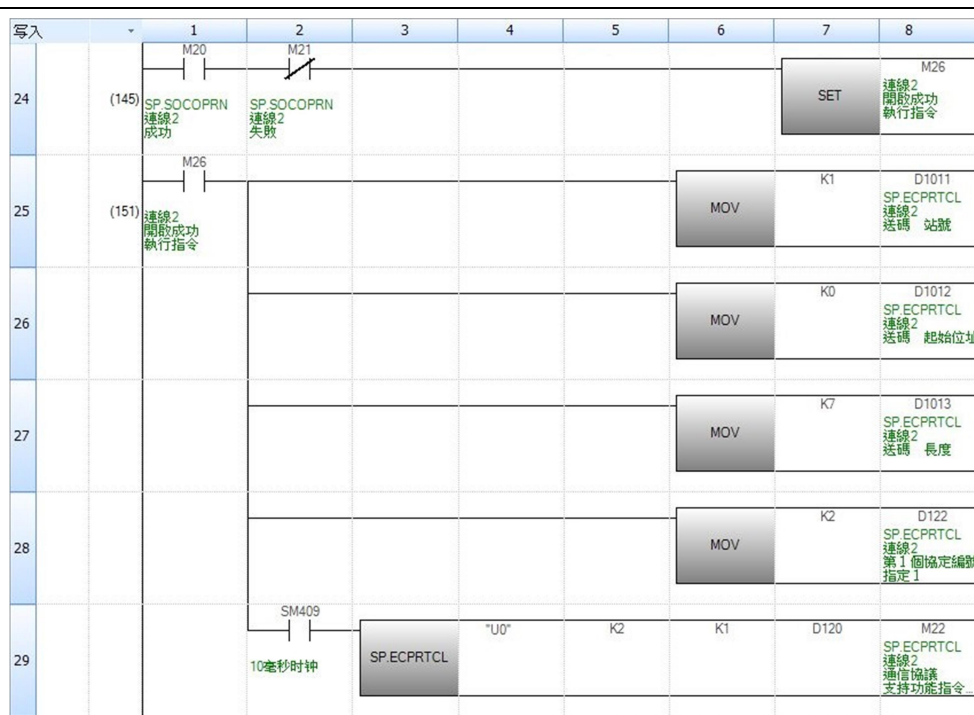 写入 1 2 3 4 5 6 7 8
M20 M21 M26
24 (145) SET
SP.SOCOPRN SP.SOCOPRN 連線2
連線2 連線2 開啟成功
成功 失敗 執行指令
M26 K1 D1011
25 (151) MOV
連線2 SP.ECPRTCL
開啟成功 連線2
執行指令 送碼 站號
K0 D1012
26 MOV SP.ECPRTCL
連線2
送碼 起始位址
K7 D1013
27 MOV SP.ECPRTCL
連線2
送碼 長度
K2 D122
28 MOV SP.ECPRTCL
連線2
第1個協定編號
指定1
SM409 "U0" K2 K1 D120 M22
29 SP.ECPRTCL SP.ECPRTCL
10毫秒时钟 連線2
通信協議
支持功能指令...